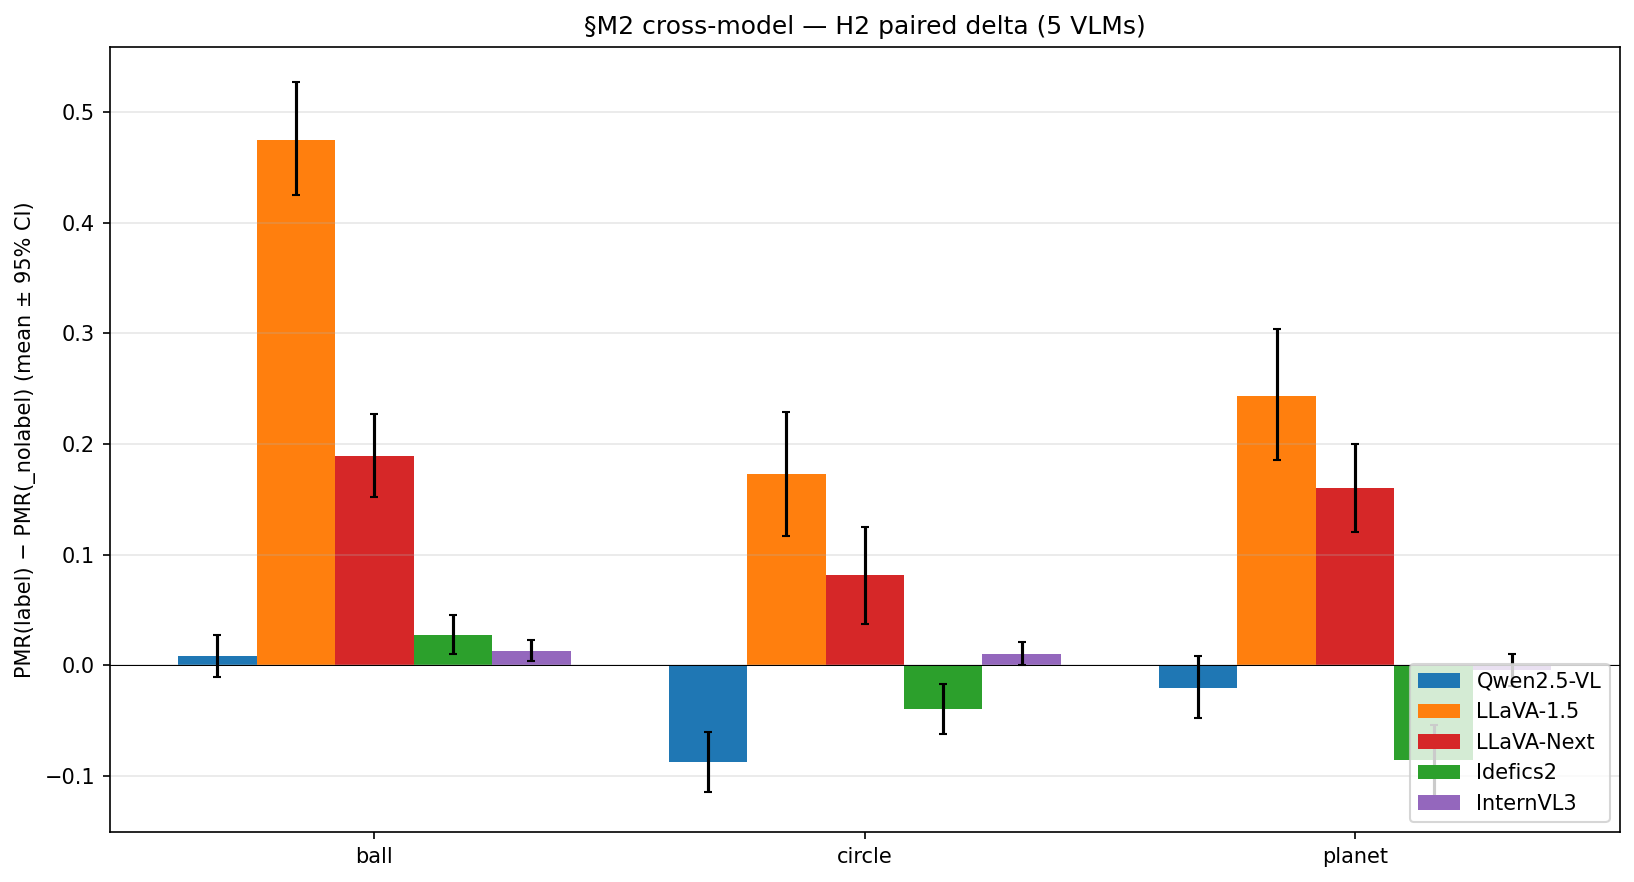 §M2 cross-model — H2 paired delta (5 VLMs)
PMR(label) − PMR(_nolabel) (mean ± 95% CI)
0.5
0.4
0.3
0.2
0.1
0.0
−0.1
ball
circle
planet
Qwen2.5-VL
LLaVA-1.5
LLaVA-Next
Idefics2
InternVL3